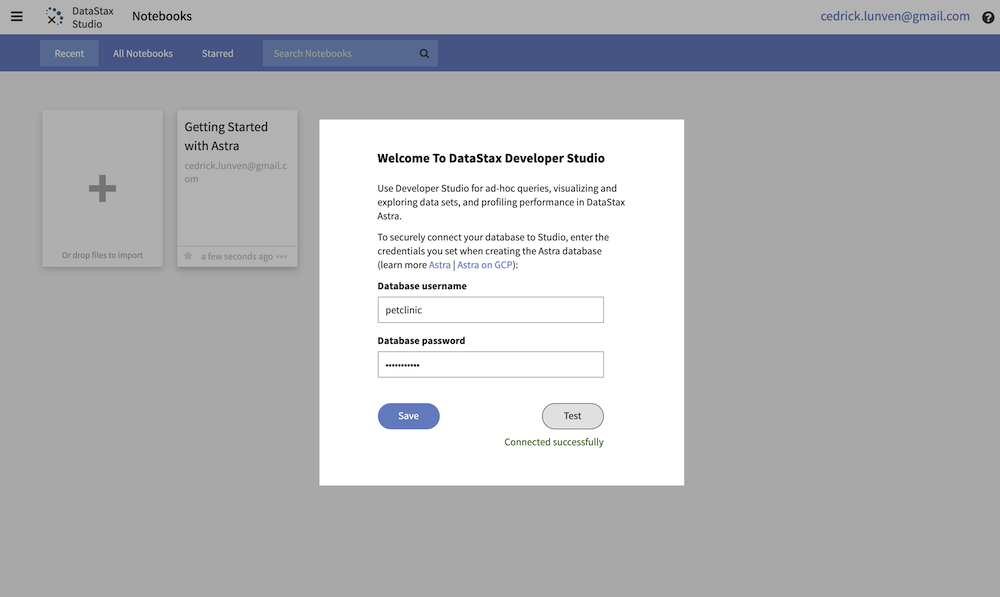 DataStax
Studio
Notebooks
cedrick.lunven@gmail.com
?
Recent
All Notebooks
Starred
Search Notebooks
Getting Started
with Astra
cedrick.lunven@gmail.c
om
Or drop files to import
a few seconds ago
Welcome To DataStax Developer Studio
Use Developer Studio for ad-hoc queries, visualizing and
exploring data sets, and profiling performance in DataStax
Astra.
To securely connect your database to Studio, enter the
credentials you set when creating the Astra database
(learn more Astra | Astra on GCP):
Database username
petclinic
Database password
•••••••••••
Save
Test
Connected successfully